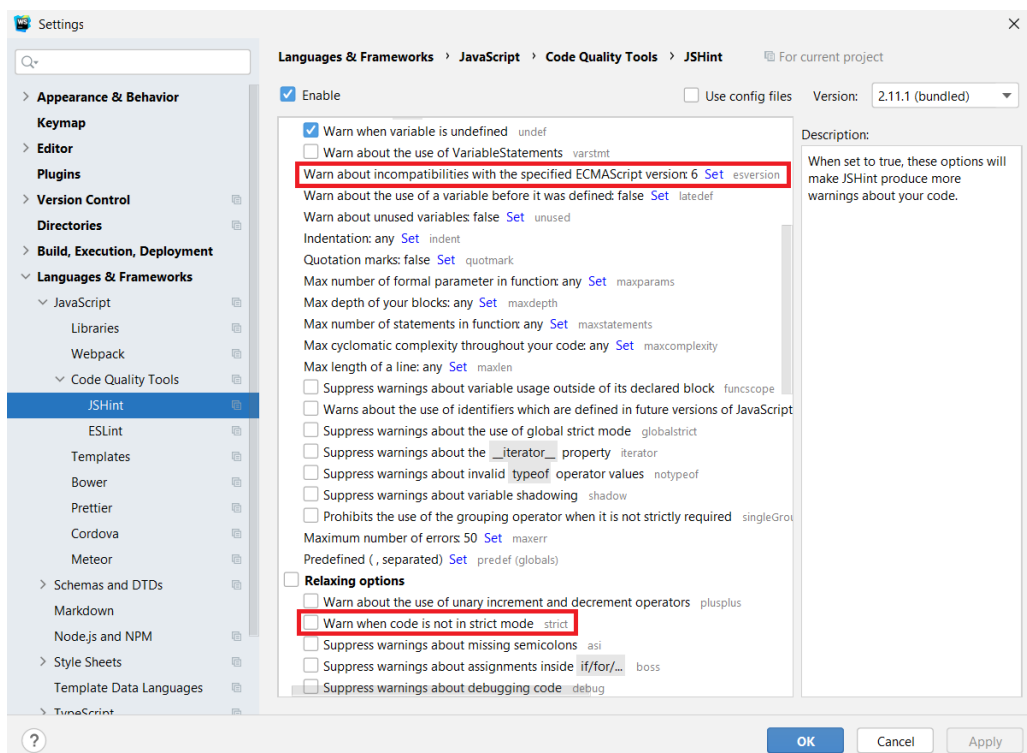 WS Settings
Languages & Frameworks › JavaScript › Code Quality Tools › JSHint For current project
Enable Use config files Version: 2.11.1 (bundled)
Appearance & Behavior
Keymap
Editor
Plugins
Version Control
Directories
Build, Execution, Deployment
Languages & Frameworks
JavaScript
Libraries
Webpack
Code Quality Tools
JSHint
ESLint
Templates
Bower
Prettier
Cordova
Meteor
Schemas and DTDs
Markdown
Node.js and NPM
Style Sheets
Template Data Languages
TypeScript
Warn when variable is undefined undef
Warn about the use of VariableStatements varstmt
Warn about incompatibilities with the specified ECMAScript version: 6 Set esversion
Warn about the use of a variable before it was defined: false Set latedef
Warn about unused variables: false Set unused
Indentation: any Set indent
Quotation marks: false Set quotmark
Max number of formal parameter in function: any Set maxparams
Max depth of your blocks: any Set maxdepth
Max number of statements in function: any Set maxstatements
Max cyclomatic complexity throughout your code: any Set maxcomplexity
Max length of a line: any Set maxlen
Suppress warnings about variable usage outside of its declared block funcscope
Warns about the use of identifiers which are defined in future versions of JavaScript
Suppress warnings about the use of global strict mode globalstrict
Suppress warnings about the __iterator__ property iterator
Suppress warnings about invalid typeof operator values notypeof
Suppress warnings about variable shadowing shadow
Prohibits the use of the grouping operator when it is not strictly required singleGrou
Maximum number of errors: 50 Set maxerr
Predefined ( , separated) Set predef (globals)
Relaxing options
Warn about the use of unary increment and decrement operators plusplus
Warn when code is not in strict mode strict
Suppress warnings about missing semicolons asi
Suppress warnings about assignments inside if/for/... boss
Suppress warnings about debugging code debug
Description:
When set to true, these options will
make JSHint produce more
warnings about your code.
? OK Cancel Apply